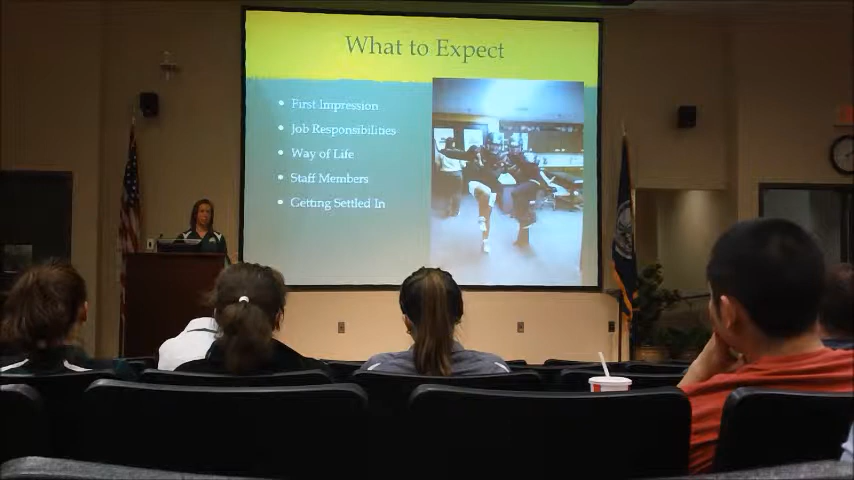 What to Expect
First Impression
Job Responsibilities
Way of Life
Staff Members
Getting Settled In